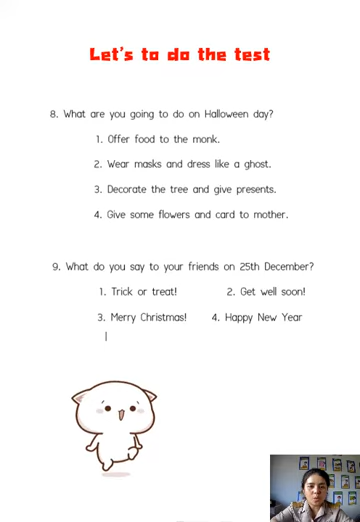 Let's to do the test
8. What are you going to do on Halloween day?
1. Offer food to the monk.
2. Wear masks and dress like a ghost.
3. Decorate the tree and give presents.
4. Give some flowers and card to mother.
9. What do you say to your friends on 25th December?
1. Trick or treat! 2. Get well soon!
3. Merry Christmas! 4. Happy New Year